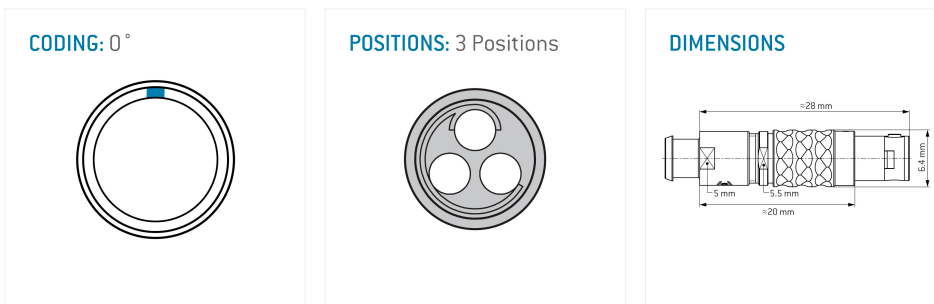 CODING: 0°
POSITIONS: 3 Positions
DIMENSIONS
≈28 mm
6.4 mm
5 mm
5.5 mm
≈20 mm